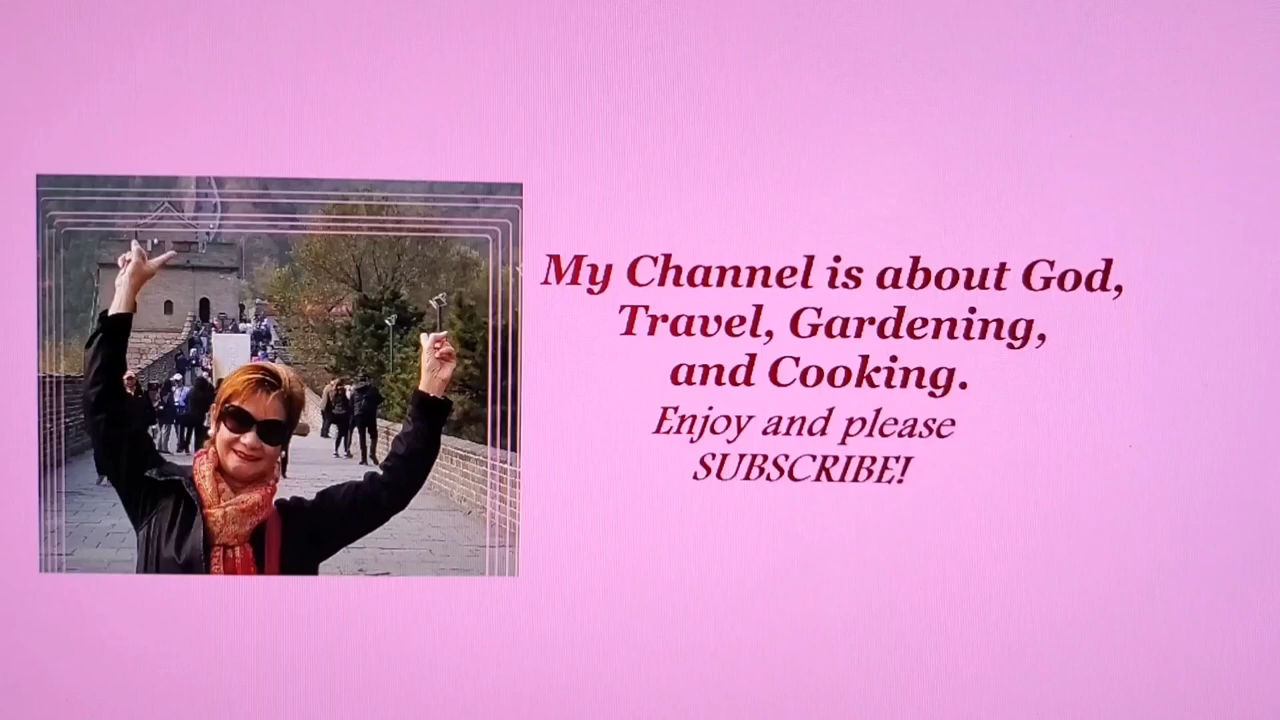 My Channel is about God,
Travel, Gardening,
and Cooking.
Enjoy and please
SUBSCRIBE!